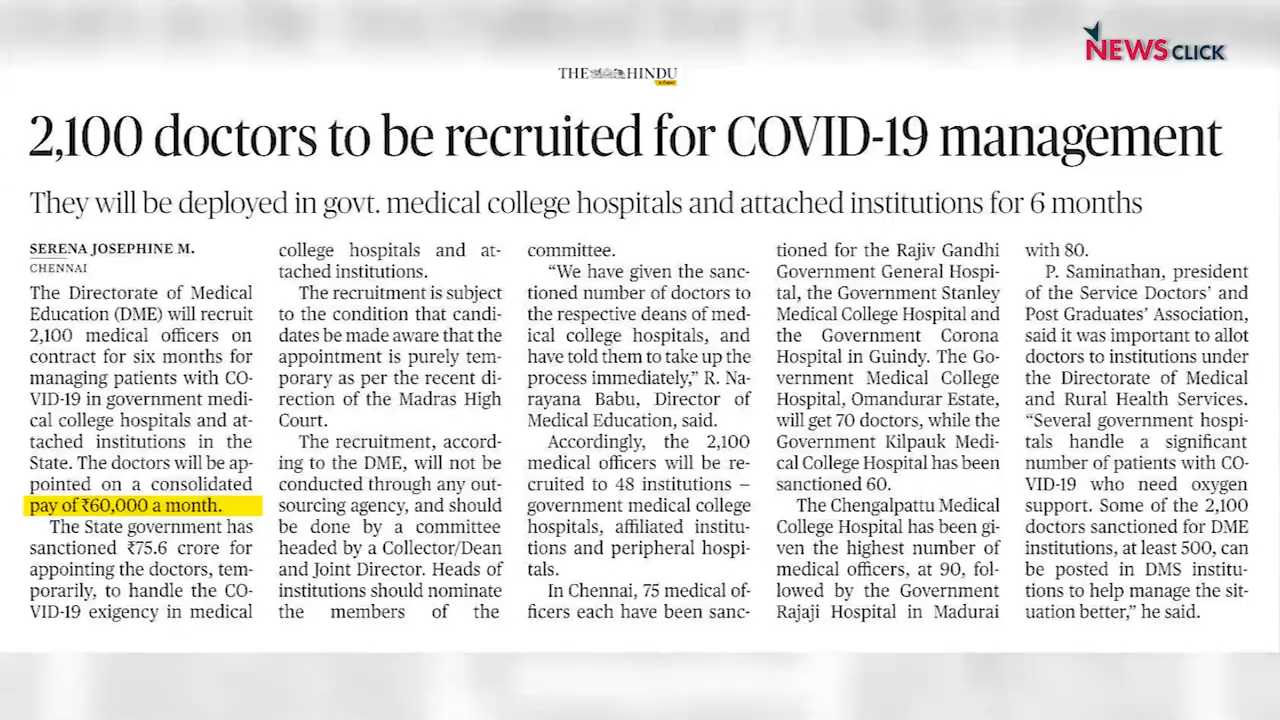 NEWSCLICK
THE HINDU
2,100 doctors to be recruited for COVID-19 management
They will be deployed in govt. medical college hospitals and attached institutions for 6 months
SERENA JOSEPHINE M.
CHENNAI
The Directorate of Medical
Education (DME) will recruit
2,100 medical officers on
contract for six months for
managing patients with CO-
VID-19 in government medi-
cal college hospitals and at-
tached institutions in the
State. The doctors will be ap-
pointed on a consolidated
pay of ₹60,000 a month.
The State government has
sanctioned ₹75.6 crore for
appointing the doctors, tem-
porarily, to handle the CO-
VID-19 exigency in medical
college hospitals and at-
tached institutions.
The recruitment is subject
to the condition that candi-
dates be made aware that the
appointment is purely tem-
porary as per the recent di-
rection of the Madras High
Court.
The recruitment, accord-
ing to the DME, will not be
conducted through any out-
sourcing agency, and should
be done by a committee
headed by a Collector/Dean
and Joint Director. Heads of
institutions should nominate
the members of the
committee.
“We have given the sanc-
tioned number of doctors to
the respective deans of med-
ical college hospitals, and
have told them to take up the
process immediately,” R. Na-
rayana Babu, Director of
Medical Education, said.
Accordingly, the 2,100
medical officers will be re-
cruited to 48 institutions –
government medical college
hospitals, affiliated institu-
tions and peripheral hospi-
tals.
In Chennai, 75 medical of-
ficers each have been sanc-
tioned for the Rajiv Gandhi
Government General Hospi-
tal, the Government Stanley
Medical College Hospital and
the Government Corona
Hospital in Guindy. The Go-
vernment Medical College
Hospital, Omandurar Estate,
will get 70 doctors, while the
Government Kilpauk Medi-
cal College Hospital has been
sanctioned 60.
The Chengalpattu Medical
College Hospital has been gi-
ven the highest number of
medical officers, at 90, fol-
lowed by the Government
Rajaji Hospital in Madurai
with 80.
P. Saminathan, president
of the Service Doctors’ and
Post Graduates’ Association,
said it was important to allot
doctors to institutions under
the Directorate of Medical
and Rural Health Services.
“Several government hospi-
tals handle a significant
number of patients with CO-
VID-19 who need oxygen
support. Some of the 2,100
doctors sanctioned for DME
institutions, at least 500, can
be posted in DMS institu-
tions to help manage the sit-
uation better,” he said.